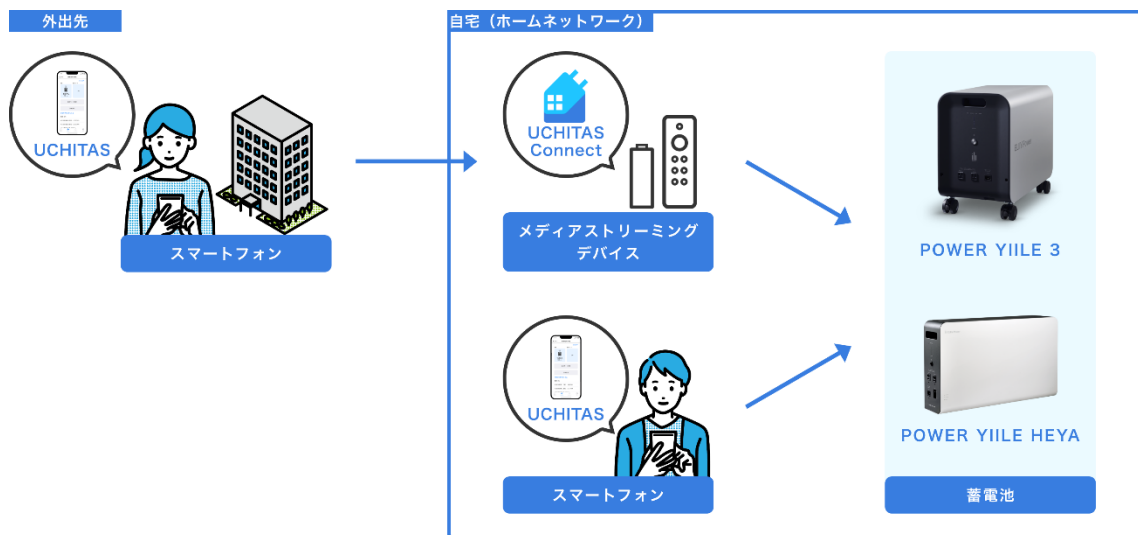 外出先
自宅（ホームネットワーク）
UCHITAS
スマートフォン
UCHITAS
Connect
メディアストリーミング
デバイス
UCHITAS
スマートフォン
POWER YIILE 3
POWER YIILE HEYA
蓄電池